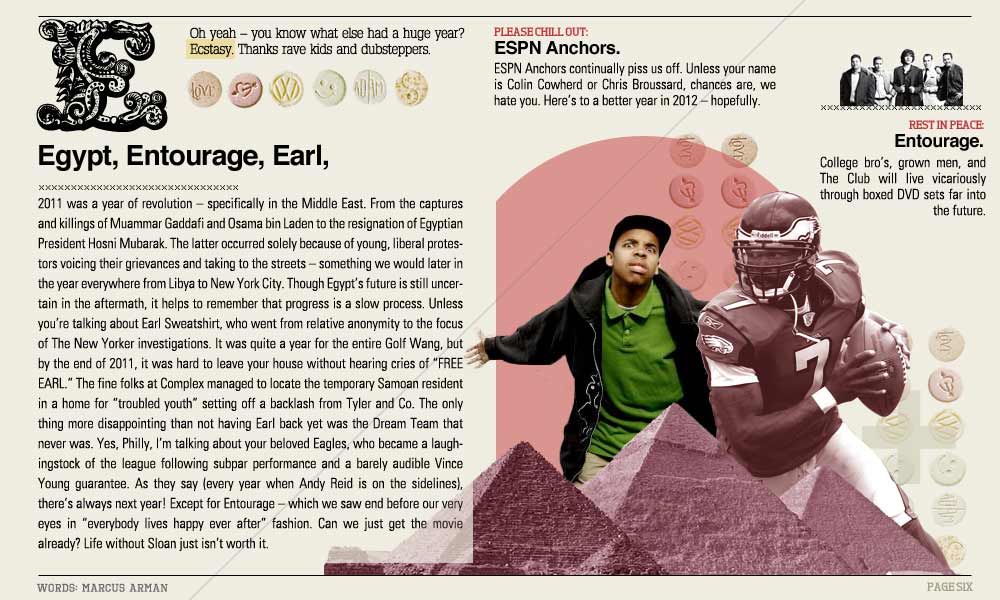 E
Oh yeah – you know what else had a huge year?
Ecstasy. Thanks rave kids and dubsteppers.
LOVE
ADAM
Egypt, Entourage, Earl,
2011 was a year of revolution – specifically in the Middle East. From the captures
and killings of Muammar Gaddafi and Osama bin Laden to the resignation of Egyptian
President Hosni Mubarak. The latter occurred solely because of young, liberal protes-
tors voicing their grievances and taking to the streets – something we would later in
the year everywhere from Libya to New York City. Though Egypt's future is still uncer-
tain in the aftermath, it helps to remember that progress is a slow process. Unless
you're talking about Earl Sweatshirt, who went from relative anonymity to the focus
of The New Yorker investigations. It was quite a year for the entire Golf Wang, but
by the end of 2011, it was hard to leave your house without hearing cries of "FREE
EARL." The fine folks at Complex managed to locate the temporary Samoan resident
in a home for "troubled youth" setting off a backlash from Tyler and Co. The only
thing more disappointing than not having Earl back yet was the Dream Team that
never was. Yes, Philly, I'm talking about your beloved Eagles, who became a laugh-
ingstock of the league following subpar performance and a barely audible Vince
Young guarantee. As they say (every year when Andy Reid is on the sidelines),
there's always next year! Except for Entourage – which we saw end before our very
eyes in "everybody lives happy ever after" fashion. Can we just get the movie
already? Life without Sloan just isn't worth it.
PLEASE CHILL OUT:
ESPN Anchors.
ESPN Anchors continually piss us off. Unless your name
is Colin Cowherd or Chris Broussard, chances are, we
hate you. Here's to a better year in 2012 – hopefully.
REST IN PEACE:
Entourage.
College bro's, grown men, and
The Club will live vicariously
through boxed DVD sets far into
the future.
LOVE
LOVE
Riddell
7
7
7
WORDS: MARCUS ARMAN
PAGE SIX